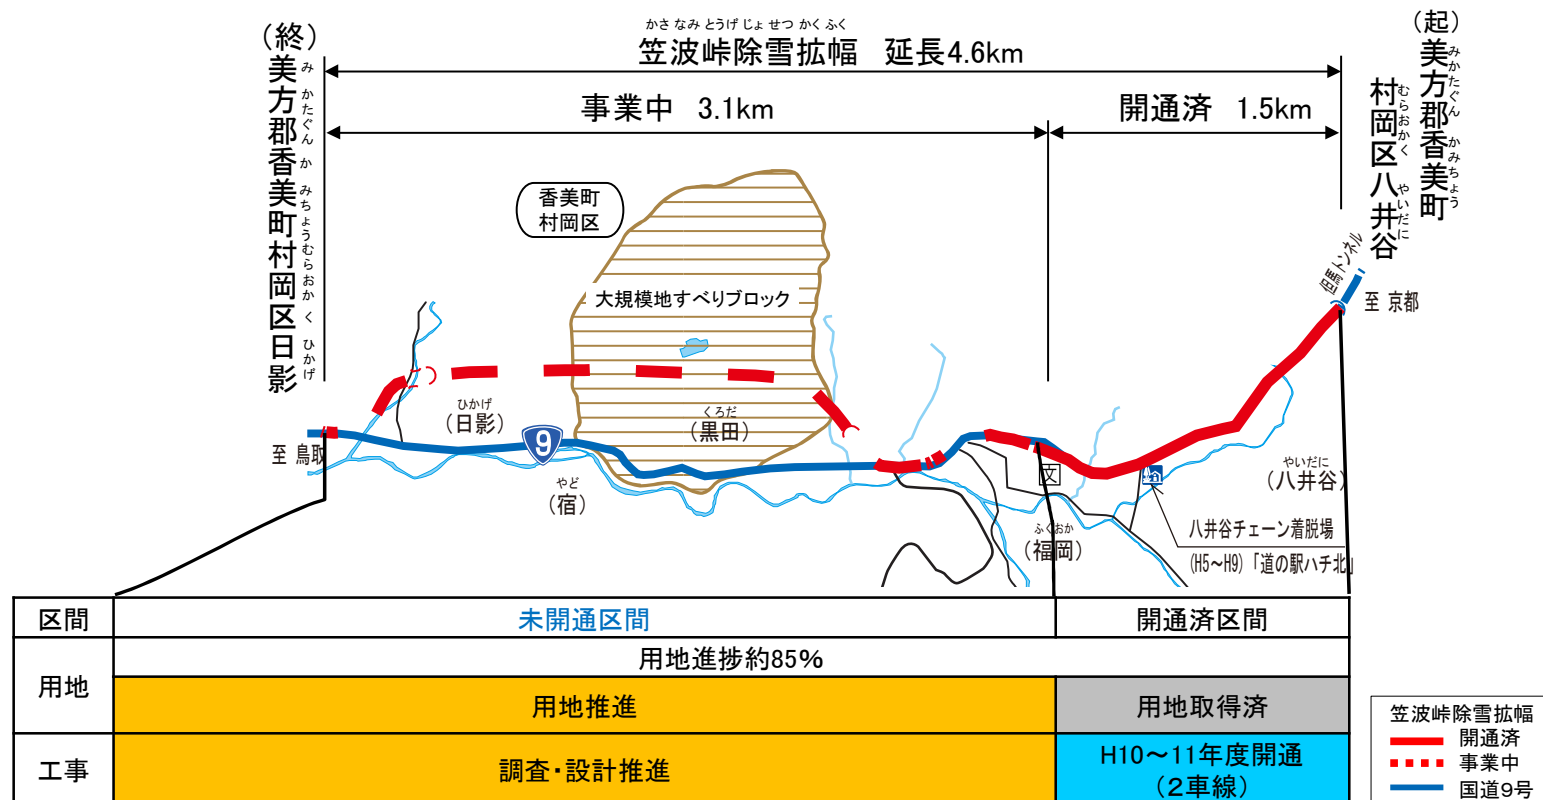 かさなみとうげじょせつかくふく
笠波峠除雪拡幅　延長4.6km
事業中　3.1km
開通済　1.5km
(終)
美方郡香美町村岡区日影
みかたぐんかみちょうむらおかくひかげ
(起)
美方郡香美町
みかたぐん かみちょう
村岡区八井谷
むらおかく やいだに
香美町
村岡区
大規模地すべりブロック
但馬トンネル
至 京都
ひかげ
(日影)
くろだ
(黒田)
9
至 鳥取
やど
(宿)
文
ふくおか
(福岡)
やいだに
(八井谷)
八井谷チェーン着脱場
(H5～H9)「道の駅ハチ北」
区間
未開通区間
開通済区間
用地
用地進捗約85%
用地推進
用地取得済
工事
調査・設計推進
H10～11年度開通
(2車線)
笠波峠除雪拡幅
開通済
事業中
国道9号